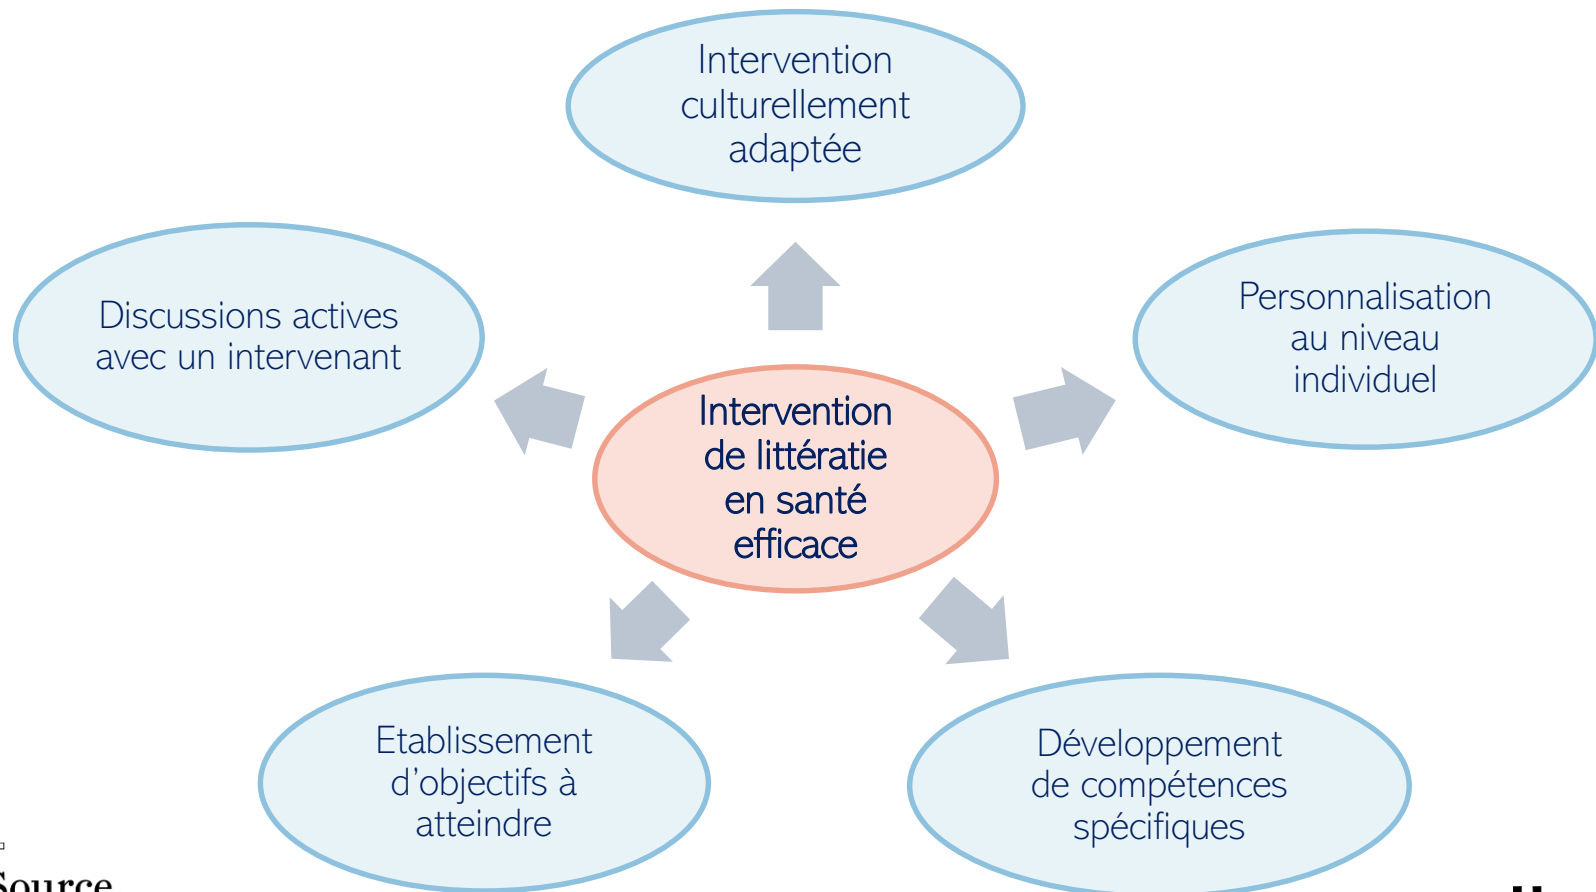 Intervention
culturellement
adaptée
Discussions actives
avec un intervenant
Personnalisation
au niveau
individuel
Intervention
de littératie
en santé
efficace
Etablissement
d'objectifs à
atteindre
Développement
de compétences
spécifiques
Source